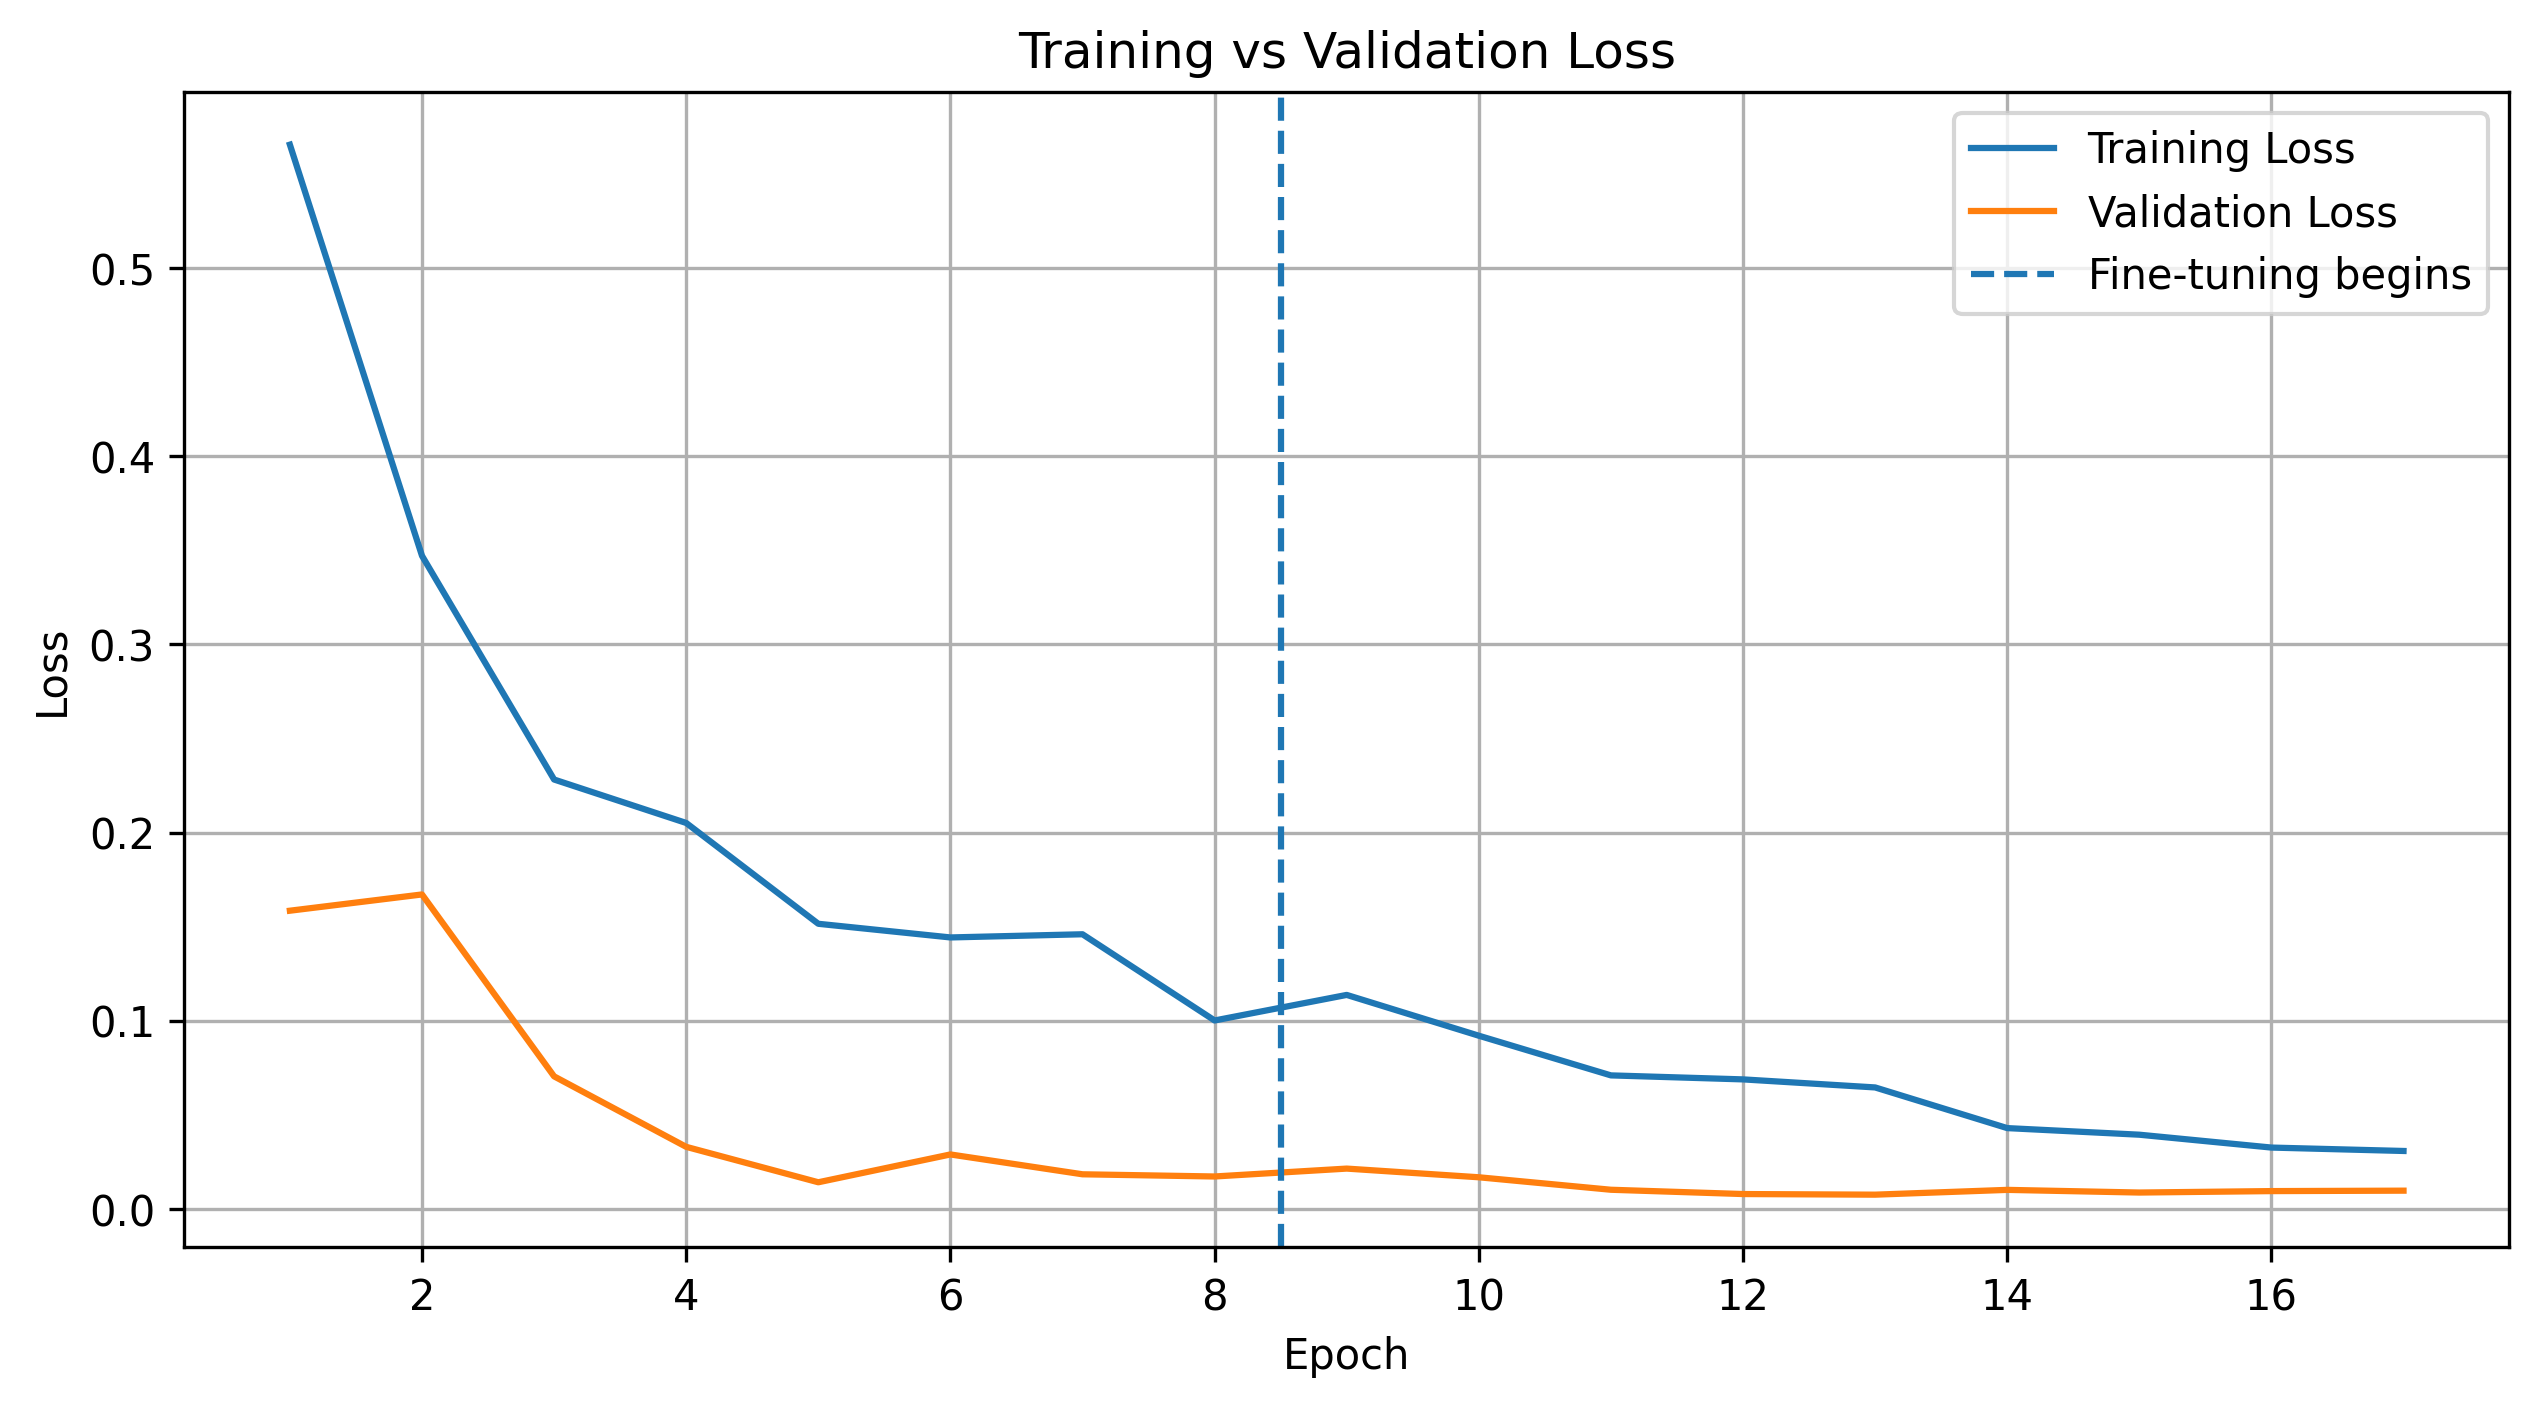 Training vs Validation Loss
Training Loss
Validation Loss
Fine-tuning begins
0.5
0.4
0.3
0.2
0.1
0.0
Loss
2 4 6 8 10 12 14 16
Epoch